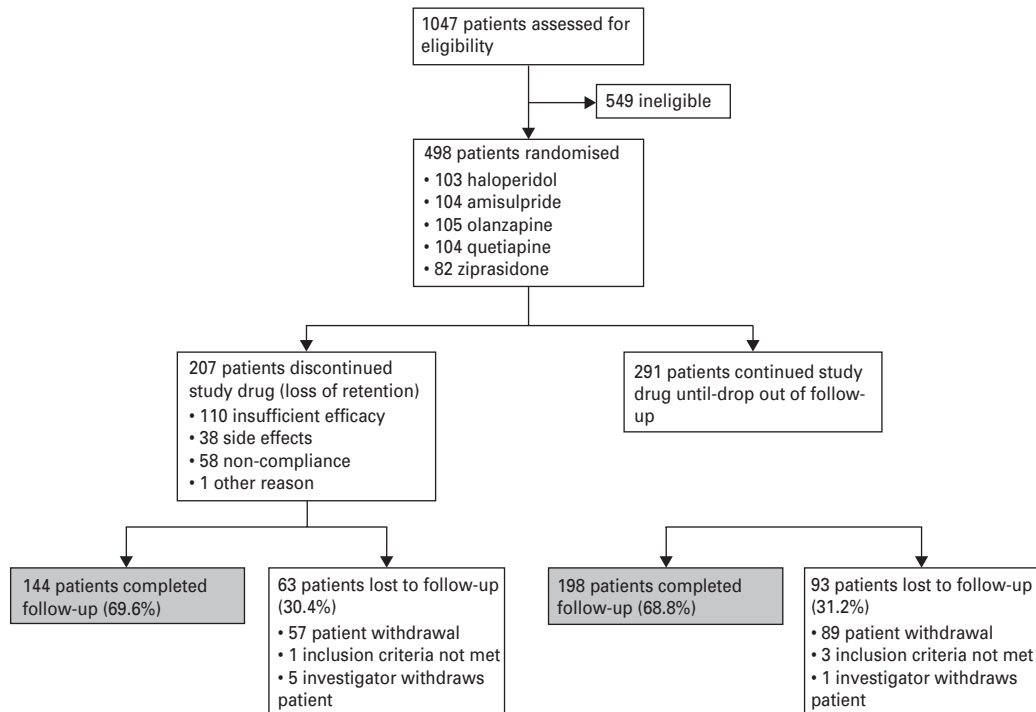 1047 patients assessed for
eligibility
549 ineligible
498 patients randomised
• 103 haloperidol
• 104 amisulpride
• 105 olanzapine
• 104 quetiapine
• 82 ziprasidone
207 patients discontinued
study drug (loss of retention)
• 110 insufficient efficacy
• 38 side effects
• 58 non-compliance
• 1 other reason
291 patients continued study
drug until-drop out of follow-
up
144 patients completed
follow-up (69.6%)
63 patients lost to follow-up
(30.4%)
• 57 patient withdrawal
• 1 inclusion criteria not met
• 5 investigator withdraws
patient
198 patients completed
follow-up (68.8%)
93 patients lost to follow-up
(31.2%)
• 89 patient withdrawal
• 3 inclusion criteria not met
• 1 investigator withdraws
patient